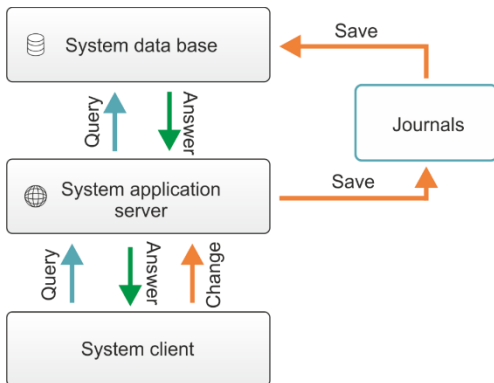 System data base
Save
Query
Answer
Journals
System application
server
Save
Query
Answer
Change
System client